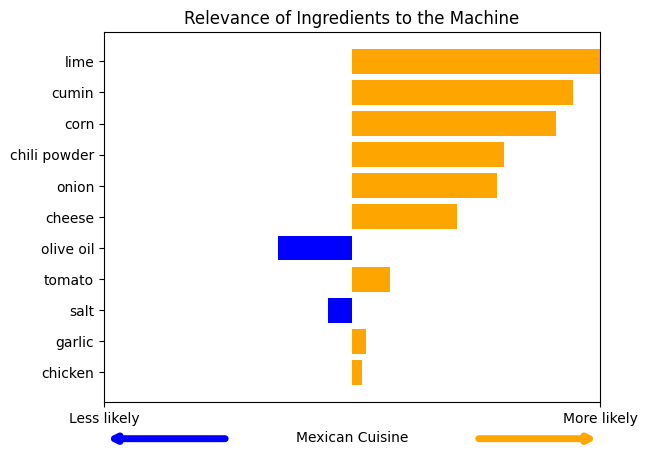 Relevance of Ingredients to the Machine
lime
cumin
corn
chili powder
onion
cheese
olive oil
tomato
salt
garlic
chicken
Less likely
More likely
Mexican Cuisine